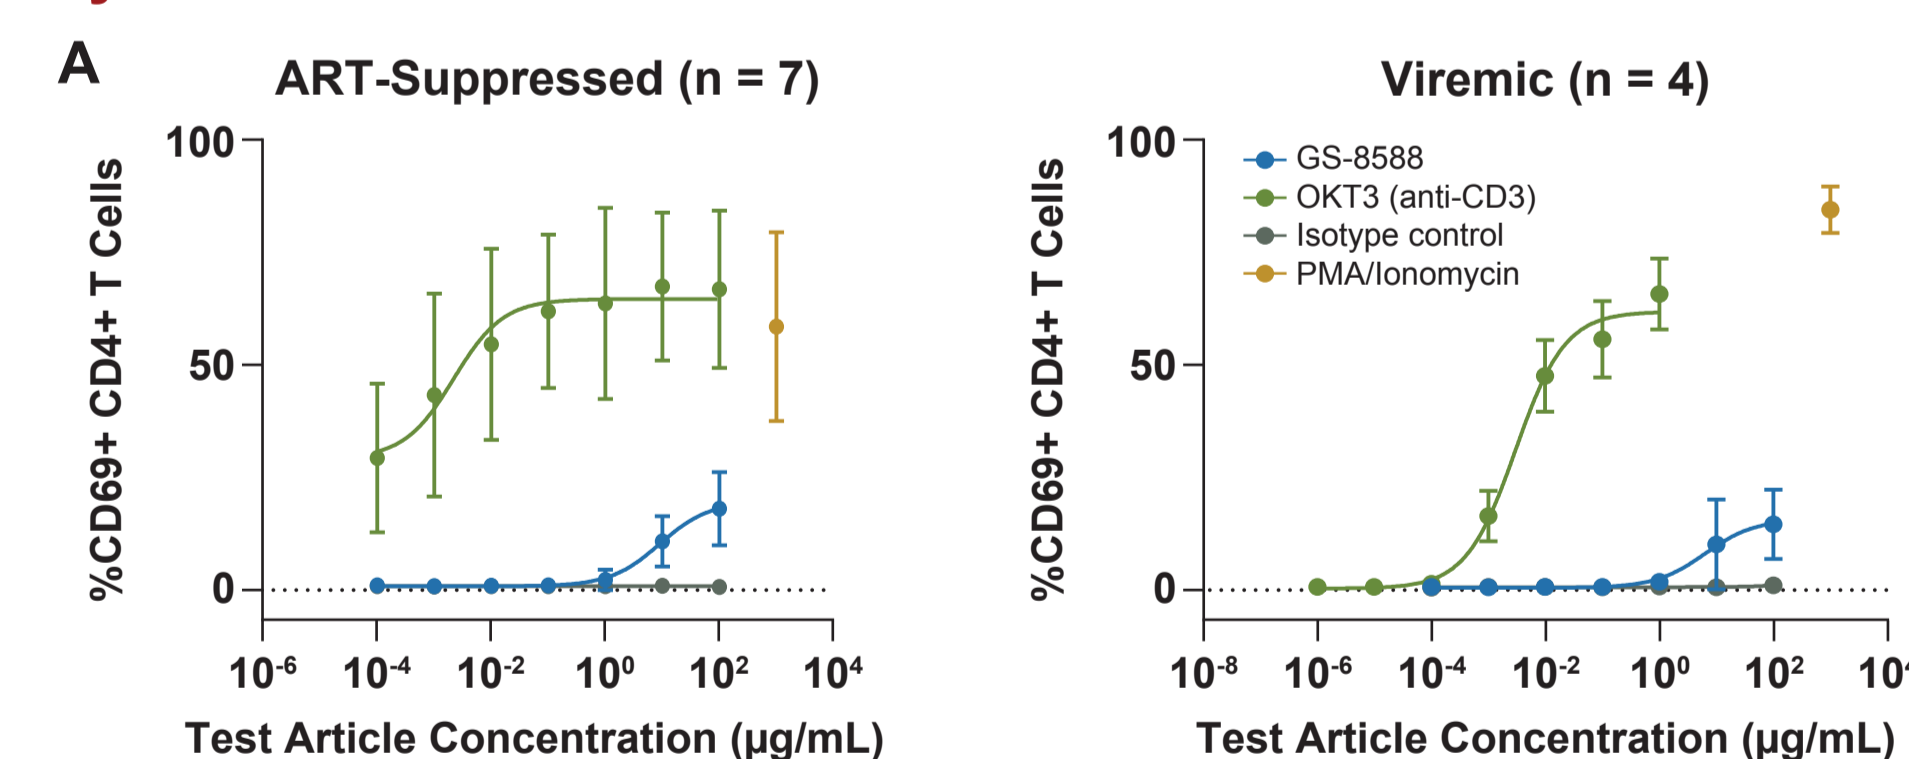 A
ART-Suppressed (n = 7)
%CD69+ CD4+ T Cells
100
50
0
10⁻⁶ 10⁻⁴ 10⁻² 10⁰ 10² 10⁴
Test Article Concentration (µg/mL)
Viremic (n = 4)
%CD69+ CD4+ T Cells
100
50
0
GS-8588
OKT3 (anti-CD3)
Isotype control
PMA/Ionomycin
10⁻⁸ 10⁻⁶ 10⁻⁴ 10⁻² 10⁰ 10² 10⁴
Test Article Concentration (µg/mL)